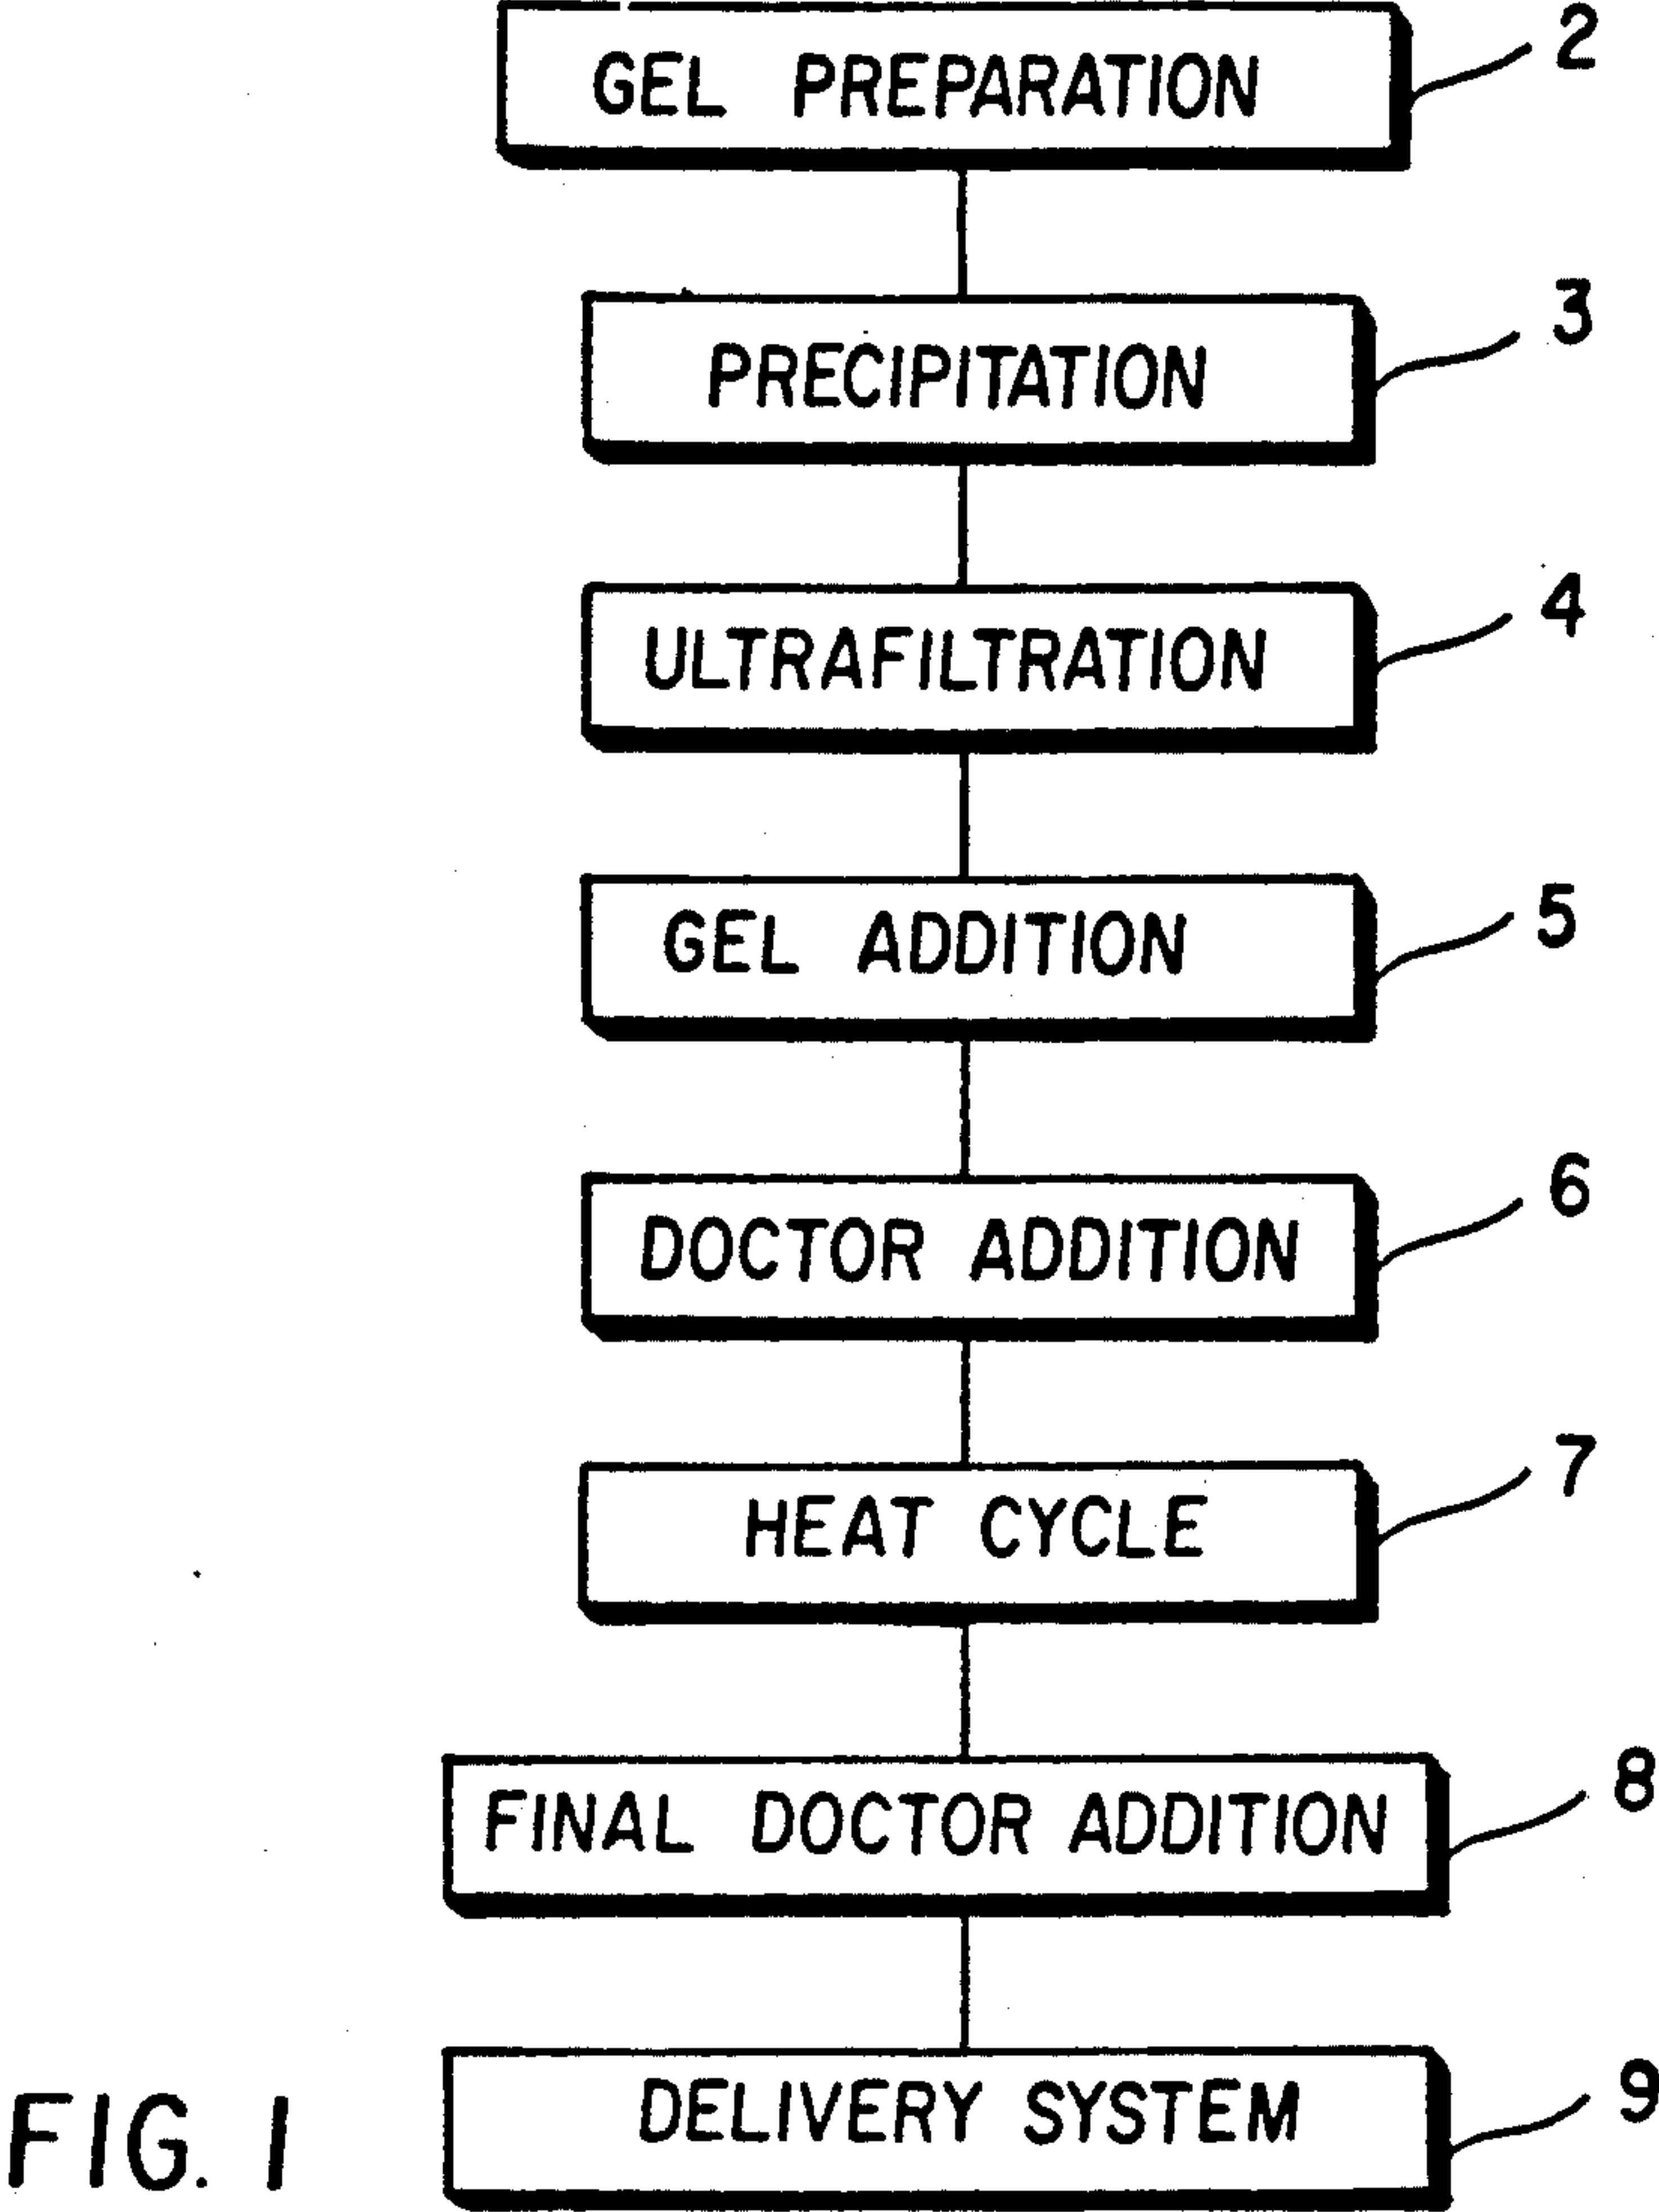 GEL PREPARATION 2
PRECIPITATION 3
ULTRAFILTRATION 4
GEL ADDITION 5
DOCTOR ADDITION 6
HEAT CYCLE 7
FINAL DOCTOR ADDITION 8
DELIVERY SYSTEM 9
FIG. 1